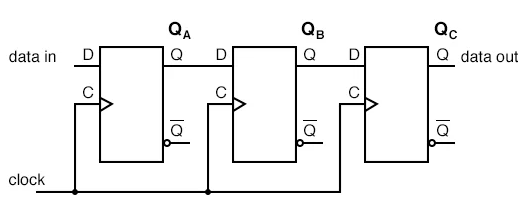 QA QB QC
data in D Q D Q D Q data out
C C C
Q̅ Q̅ Q̅
clock